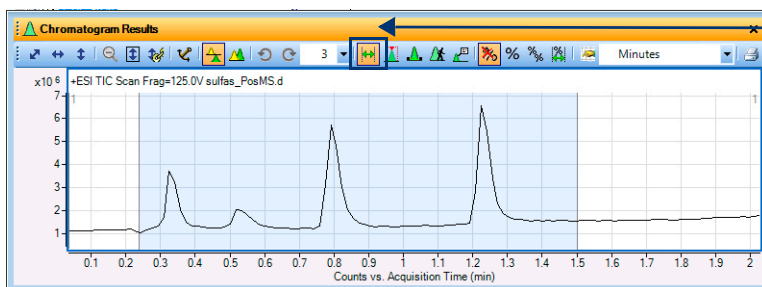 Chromatogram Results
3 Minutes
x10 6 +ESI TIC Scan Frag=125.0V sulfas_PosMS.d
7
1 1
6
5
4
3
2
1
0.1 0.2 0.3 0.4 0.5 0.6 0.7 0.8 0.9 1 1.1 1.2 1.3 1.4 1.5 1.6 1.7 1.8 1.9 2
Counts vs. Acquisition Time (min)